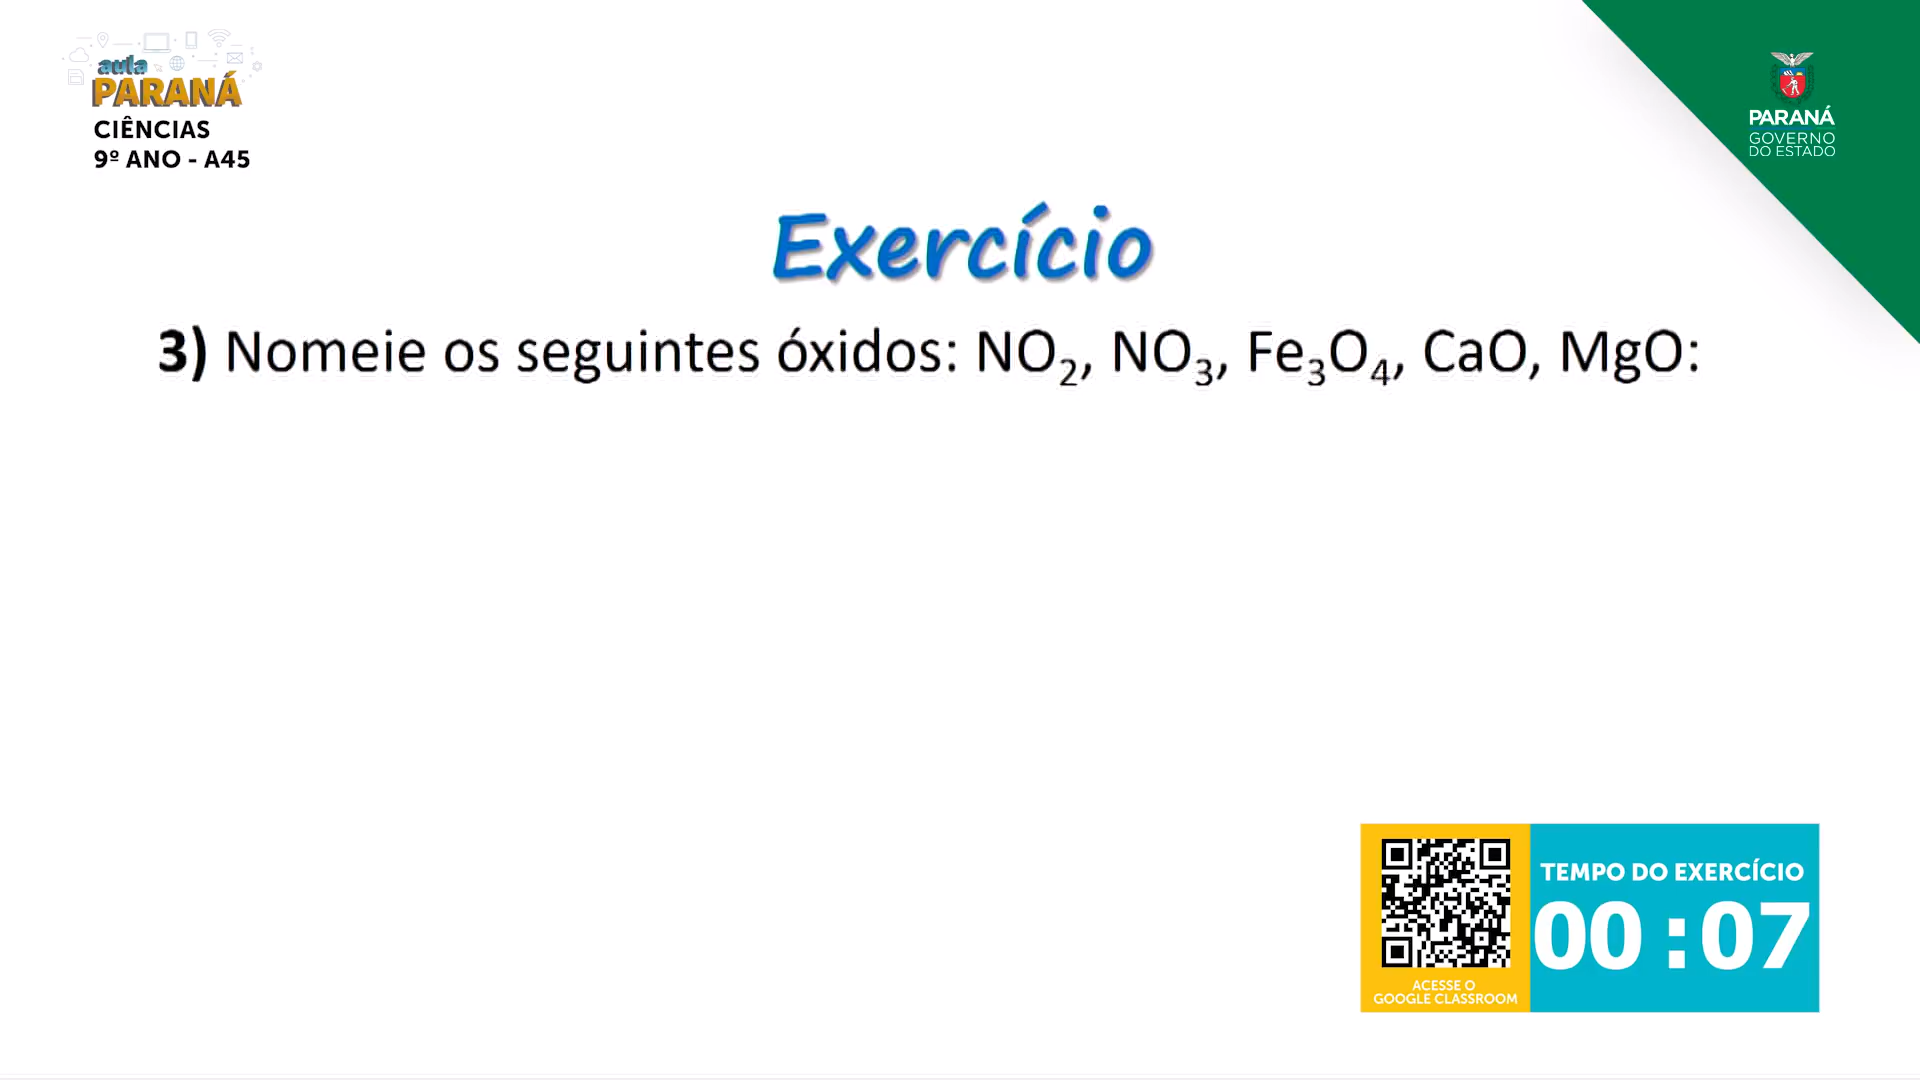 aula
PARANÁ
CIÊNCIAS
9º ANO - A45
PARANÁ
GOVERNO
DO ESTADO
Exercício
3) Nomeie os seguintes óxidos: NO₂, NO₃, Fe₃O₄, CaO, MgO:
TEMPO DO EXERCÍCIO
00 : 07
ACESSE O
GOOGLE CLASSROOM